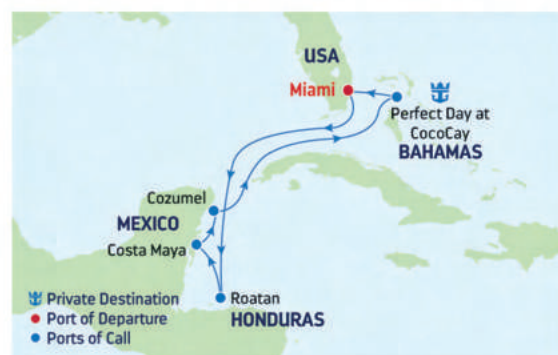 USA
Miami
Perfect Day at
CocoCay
BAHAMAS
Cozumel
MEXICO
Costa Maya
Roatan
HONDURAS
Private Destination
Port of Departure
Ports of Call